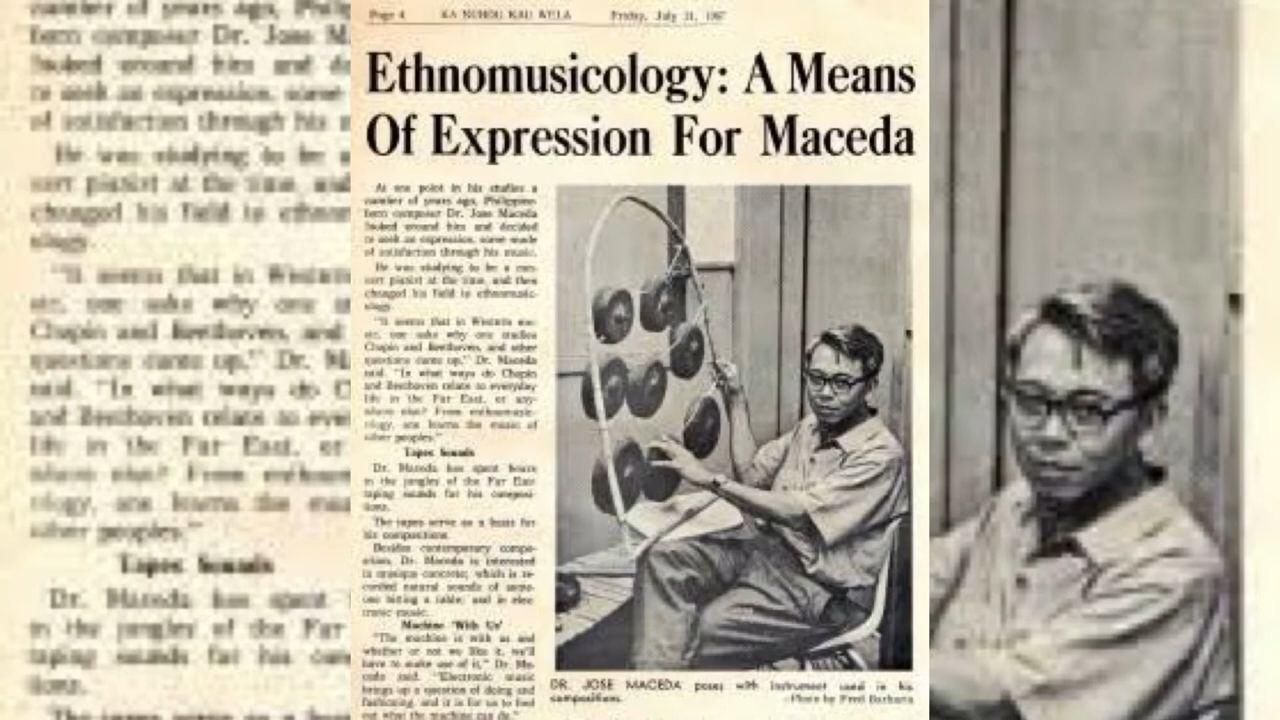 Page 4 KA NUHOU KAU WELA Friday, July 21, 1967
Ethnomusicology: A Means
Of Expression For Maceda
At one point in his studies a
number of years ago, Philippine-
born composer Dr. Jose Maceda
looked around him and decided
to seek an expression, some mode
of satisfaction through his music.
He was studying to be a con-
cert pianist at the time, and then
changed his field to ethnomusic-
ology.
"It seems that in Western mu-
sic, one asks why one studies
Chopin and Beethoven, and other
questions came up," Dr. Maceda
said. "In what ways do Chopin
and Beethoven relate to everyday
life in the Far East, or any-
where else? From ethnomusic-
ology, one learns the music of
other peoples."
Tapes Sounds
Dr. Maceda has spent hours
in the jungles of the Far East
taping sounds for his composi-
tions.
The tapes serve as a basis for
his compositions.
Besides contemporary compo-
sition, Dr. Maceda is interested
in musique concrete; which is re-
corded natural sounds of some-
one hitting a table; and in elec-
tronic music.
Machine 'With Us'
"The machine is with us and
whether or not we like it, we'll
have to make use of it," Dr. Ma-
ceda said. "Electronic music
brings up a question of doing and
fashioning, and it is for us to find
out what the machine can do."
DR. JOSE MACEDA poses with instrument used in his
compositions. —Photo by Fred